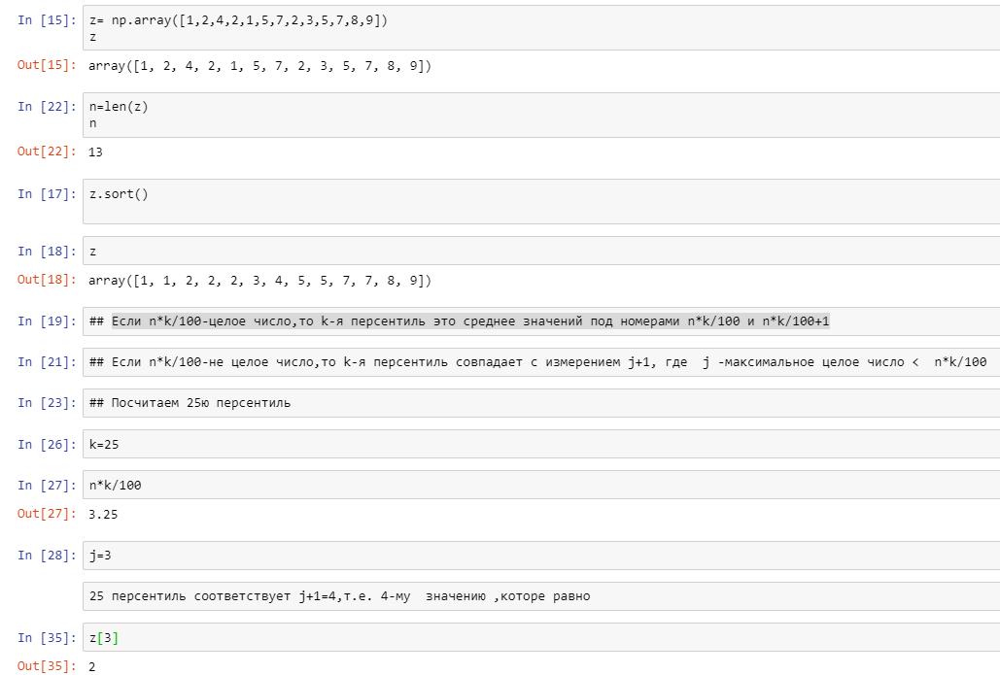 In [15]: z= np.array([1,2,4,2,1,5,7,2,3,5,7,8,9])
z
Out[15]: array([1, 2, 4, 2, 1, 5, 7, 2, 3, 5, 7, 8, 9])
In [22]: n=len(z)
n
Out[22]: 13
In [17]: z.sort()
In [18]: z
Out[18]: array([1, 1, 2, 2, 2, 3, 4, 5, 5, 7, 7, 8, 9])
In [19]: ## Если n*k/100-целое число,то k-я персентиль это среднее значений под номерами n*k/100 и n*k/100+1
In [21]: ## Если n*k/100-не целое число,то k-я персентиль совпадает с измерением j+1, где  j -максимальное целое число <  n*k/100
In [23]: ## Посчитаем 25ю персентиль
In [26]: k=25
In [27]: n*k/100
Out[27]: 3.25
In [28]: j=3
25 персентиль соответствует j+1=4,т.е. 4-му  значению ,которе равно
In [35]: z[3]
Out[35]: 2